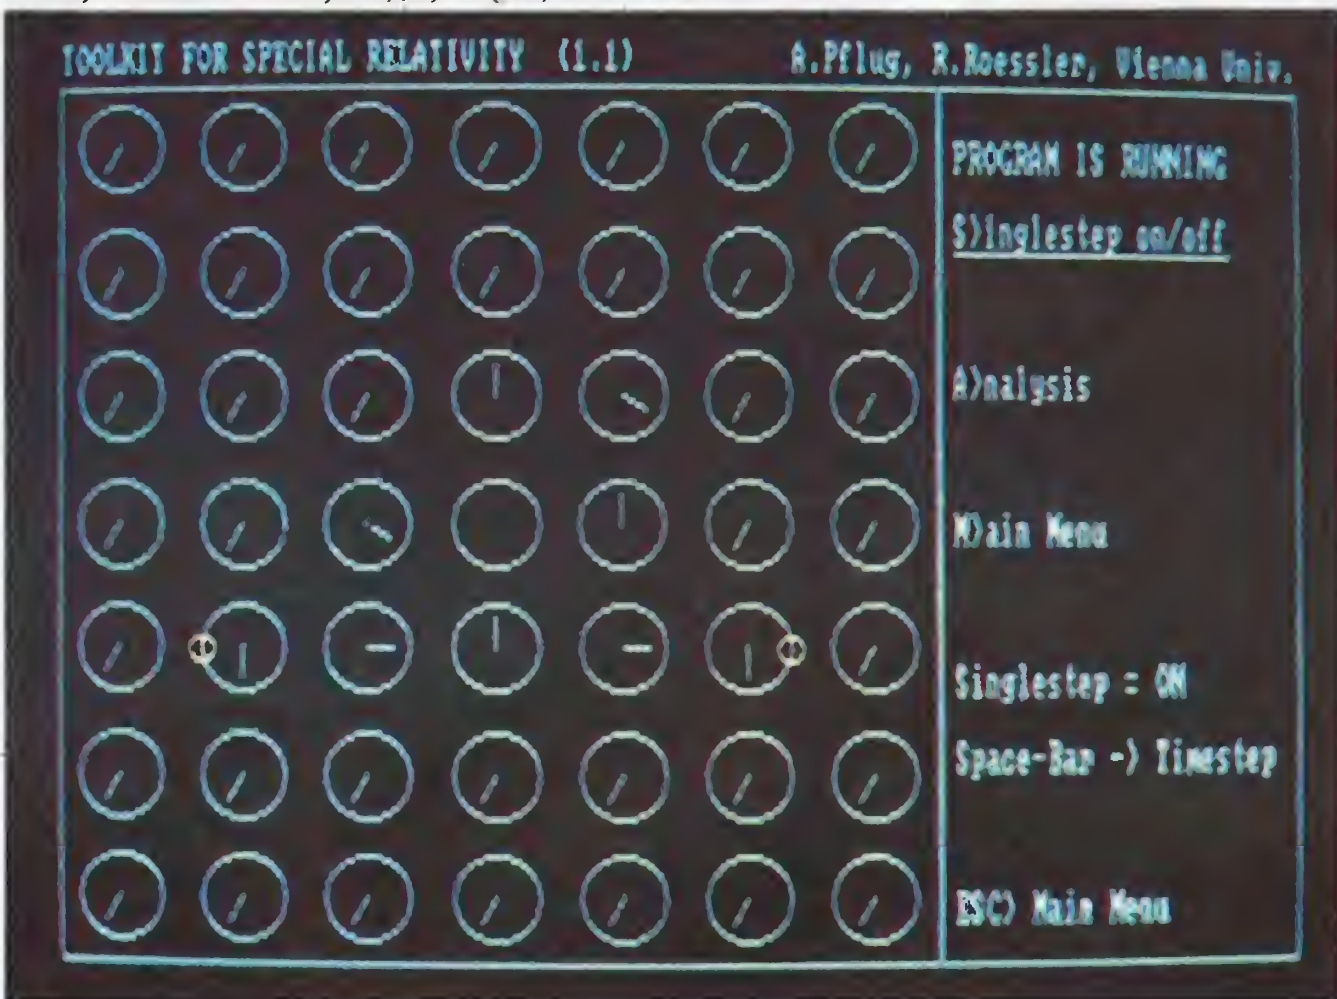 TOOLKIT FOR SPECIAL RELATIVITY (1.1)
A.Pflug, R.Roessler, Vienna Univ.
PROGRAM IS RUNNING
S)inglestep on/off
A)nalysis
M)ain Menu
Singlestep = ON
Space-Bar -> Timestep
ESC) Main Menu